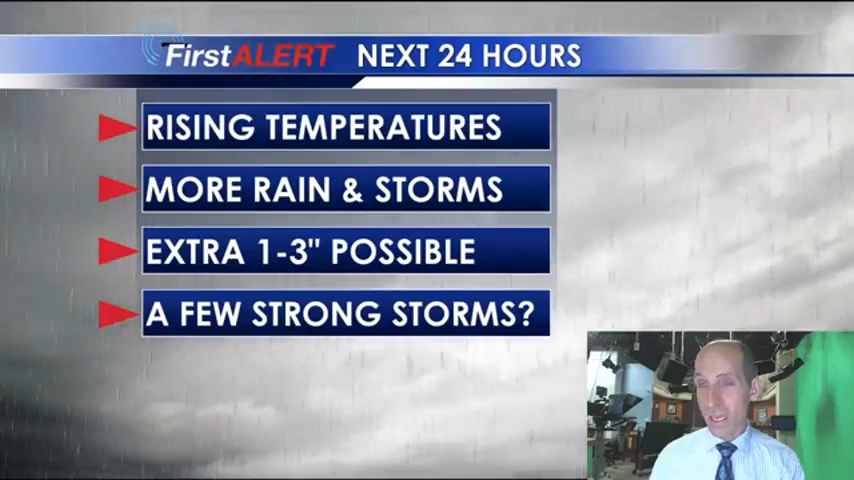 FirstALERT NEXT 24 HOURS
RISING TEMPERATURES
MORE RAIN & STORMS
EXTRA 1-3" POSSIBLE
A FEW STRONG STORMS?